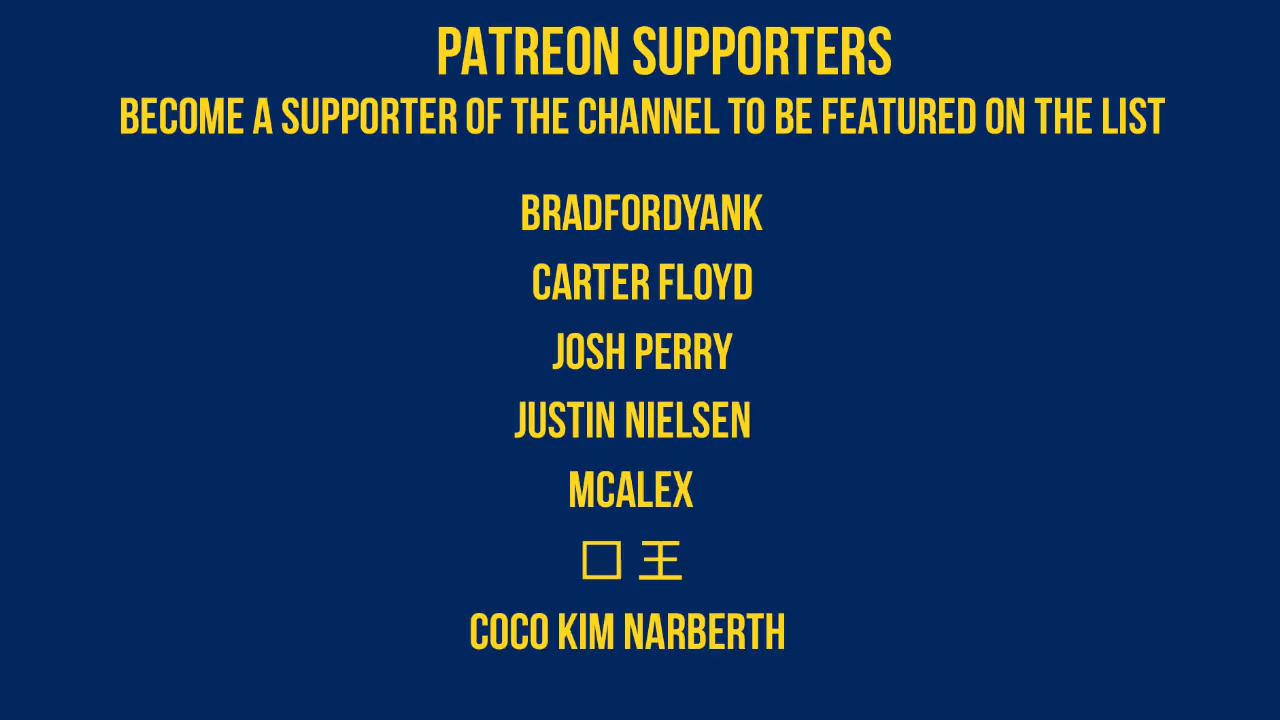 PATREON SUPPORTERS
BECOME A SUPPORTER OF THE CHANNEL TO BE FEATURED ON THE LIST
BRADFORDYANK
CARTER FLOYD
JOSH PERRY
JUSTIN NIELSEN
MCALEX
□ 王
COCO KIM NARBERTH